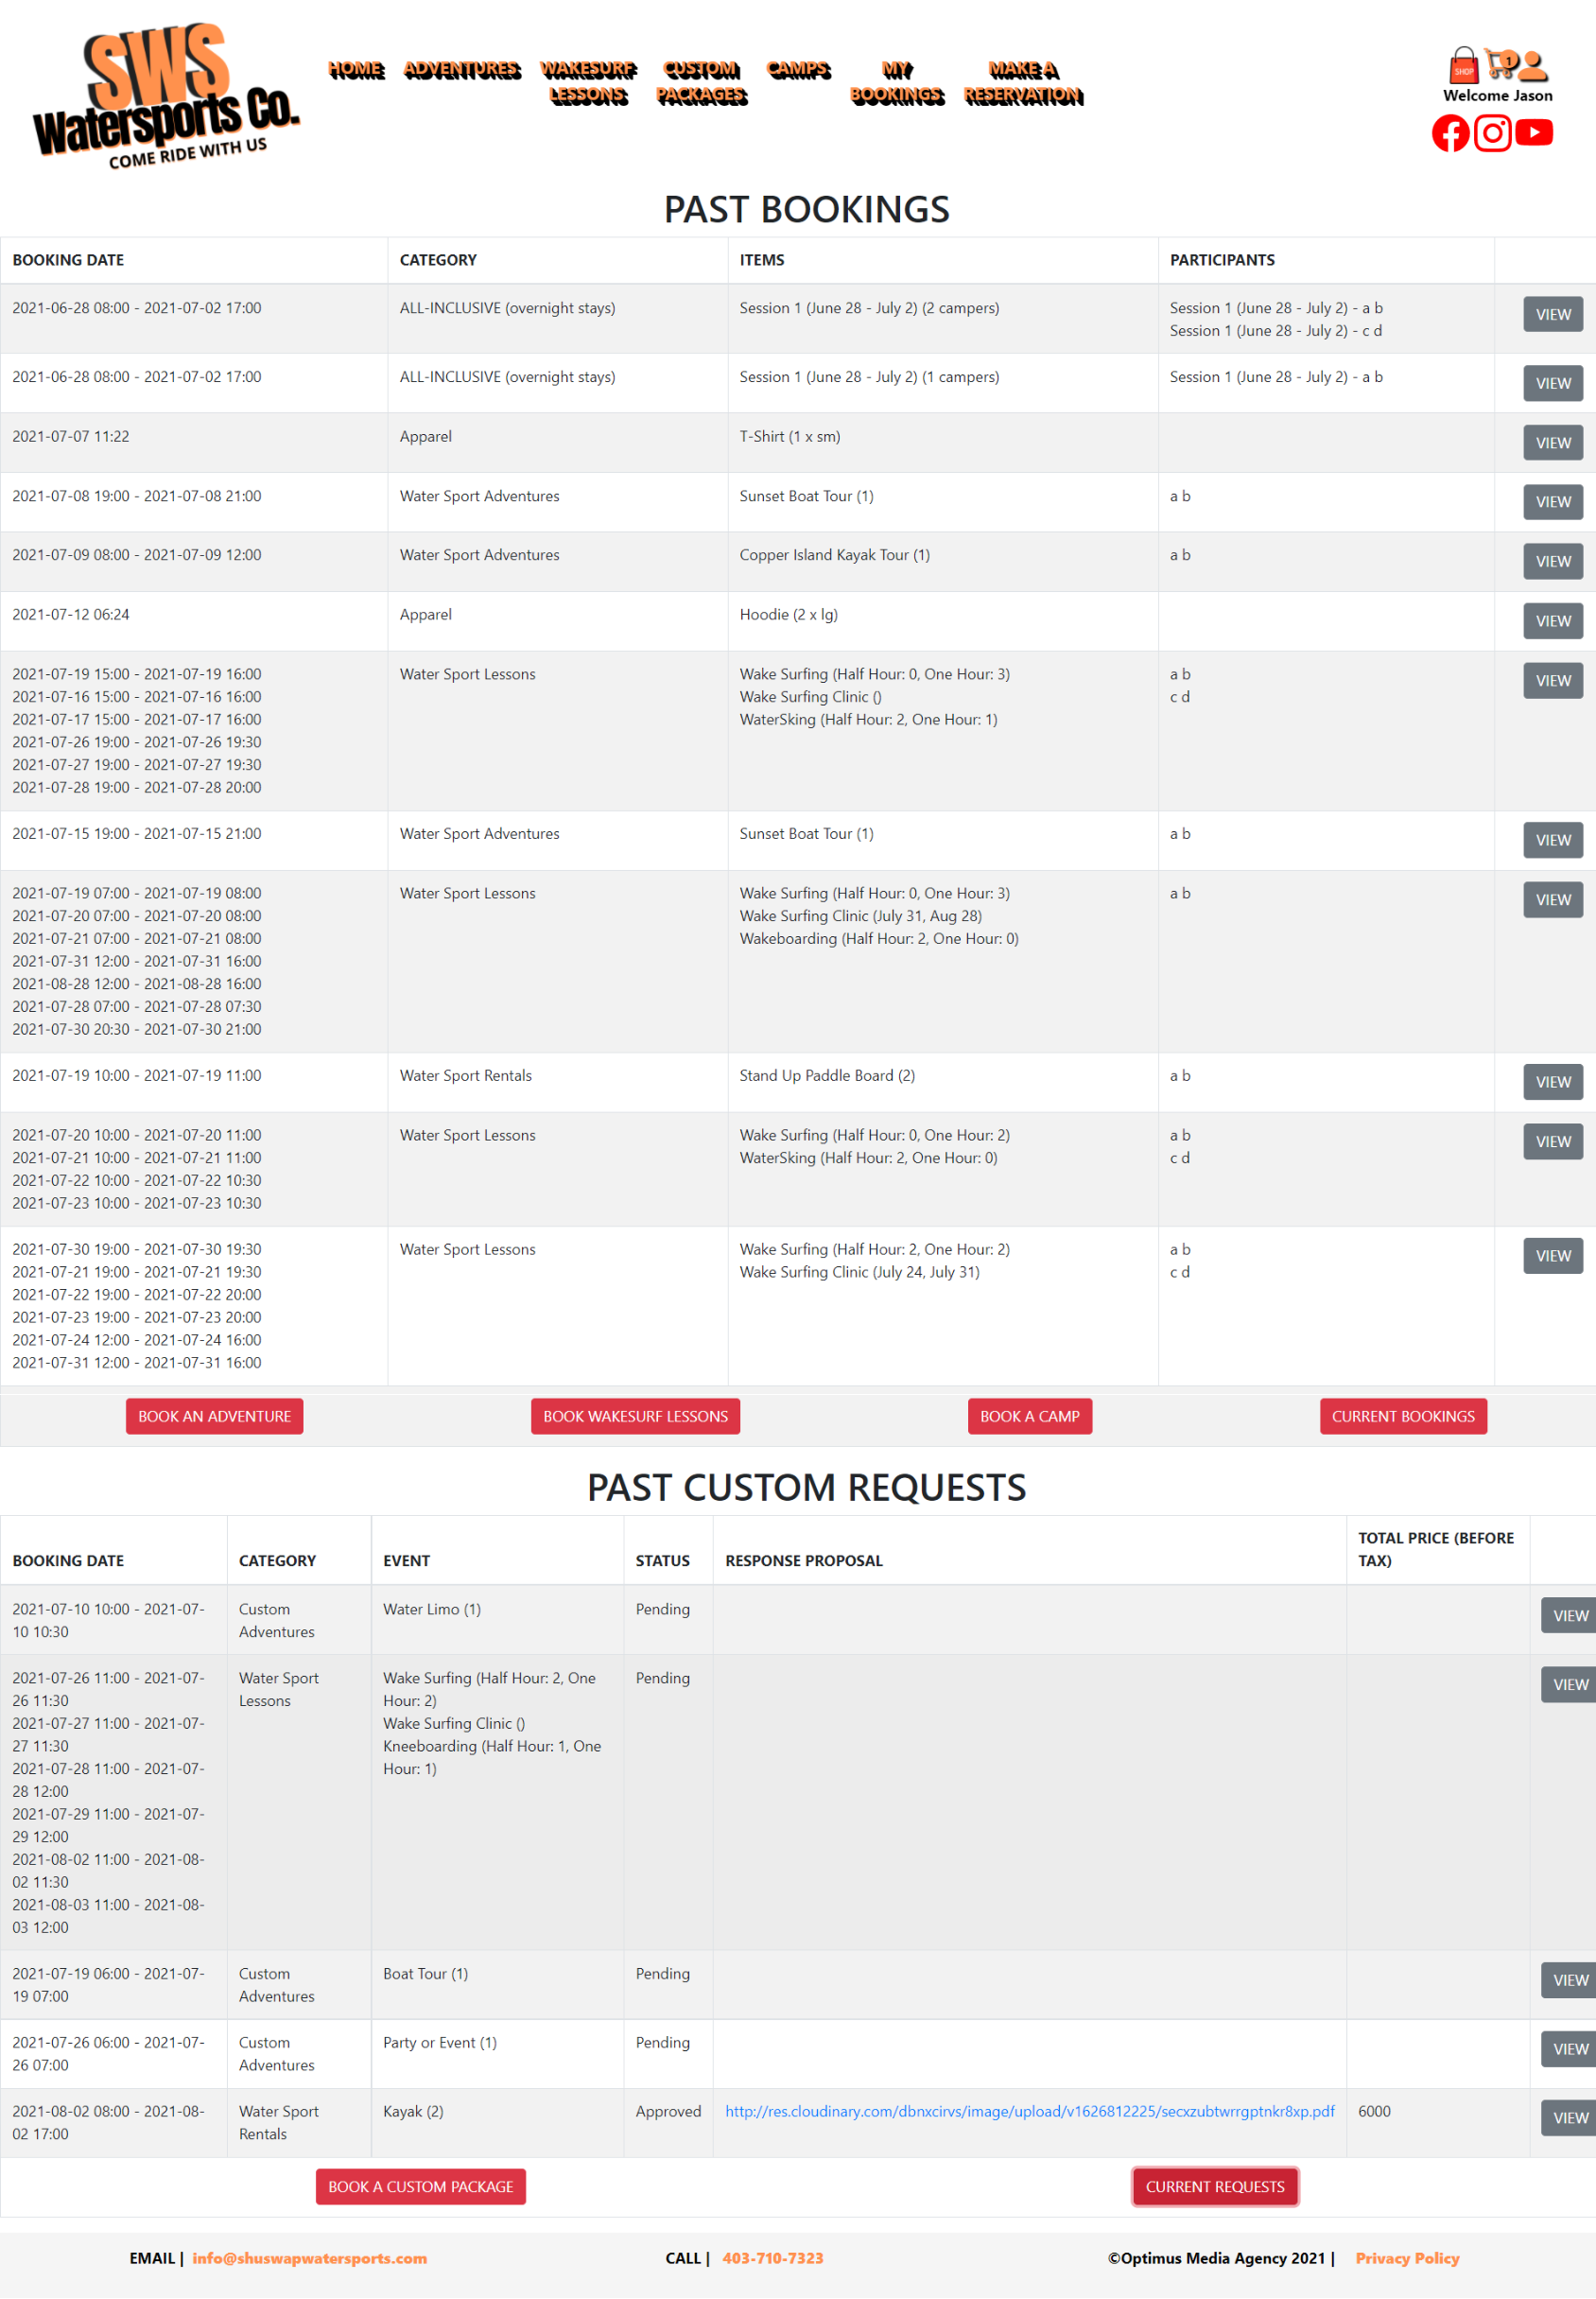 SWS
Watersports Co.
COME RIDE WITH US
HOME ADVENTURES WAKESURF LESSONS CUSTOM PACKAGES CAMPS MY BOOKINGS MAKE A RESERVATION
SHOP 1
Welcome Jason
PAST BOOKINGS
BOOKING DATE CATEGORY ITEMS PARTICIPANTS
2021-06-28 08:00 - 2021-07-02 17:00 ALL-INCLUSIVE (overnight stays) Session 1 (June 28 - July 2) (2 campers) Session 1 (June 28 - July 2) - a b VIEW
Session 1 (June 28 - July 2) - c d
2021-06-28 08:00 - 2021-07-02 17:00 ALL-INCLUSIVE (overnight stays) Session 1 (June 28 - July 2) (1 campers) Session 1 (June 28 - July 2) - a b VIEW
2021-07-07 11:22 Apparel T-Shirt (1 x sm) VIEW
2021-07-08 19:00 - 2021-07-08 21:00 Water Sport Adventures Sunset Boat Tour (1) a b VIEW
2021-07-09 08:00 - 2021-07-09 12:00 Water Sport Adventures Copper Island Kayak Tour (1) a b VIEW
2021-07-12 06:24 Apparel Hoodie (2 x lg) VIEW
2021-07-19 15:00 - 2021-07-19 16:00 Water Sport Lessons Wake Surfing (Half Hour: 0, One Hour: 3) a b VIEW
2021-07-16 15:00 - 2021-07-16 16:00 Wake Surfing Clinic () c d
2021-07-17 15:00 - 2021-07-17 16:00 WaterSking (Half Hour: 2, One Hour: 1)
2021-07-26 19:00 - 2021-07-26 19:30
2021-07-27 19:00 - 2021-07-27 19:30
2021-07-28 19:00 - 2021-07-28 20:00
2021-07-15 19:00 - 2021-07-15 21:00 Water Sport Adventures Sunset Boat Tour (1) a b VIEW
2021-07-19 07:00 - 2021-07-19 08:00 Water Sport Lessons Wake Surfing (Half Hour: 0, One Hour: 3) a b VIEW
2021-07-20 07:00 - 2021-07-20 08:00 Wake Surfing Clinic (July 31, Aug 28)
2021-07-21 07:00 - 2021-07-21 08:00 Wakeboarding (Half Hour: 2, One Hour: 0)
2021-07-31 12:00 - 2021-07-31 16:00
2021-08-28 12:00 - 2021-08-28 16:00
2021-07-28 07:00 - 2021-07-28 07:30
2021-07-30 20:30 - 2021-07-30 21:00
2021-07-19 10:00 - 2021-07-19 11:00 Water Sport Rentals Stand Up Paddle Board (2) a b VIEW
2021-07-20 10:00 - 2021-07-20 11:00 Water Sport Lessons Wake Surfing (Half Hour: 0, One Hour: 2) a b VIEW
2021-07-21 10:00 - 2021-07-21 11:00 WaterSking (Half Hour: 2, One Hour: 0) c d
2021-07-22 10:00 - 2021-07-22 10:30
2021-07-23 10:00 - 2021-07-23 10:30
2021-07-30 19:00 - 2021-07-30 19:30 Water Sport Lessons Wake Surfing (Half Hour: 2, One Hour: 2) a b VIEW
2021-07-21 19:00 - 2021-07-21 19:30 Wake Surfing Clinic (July 24, July 31) c d
2021-07-22 19:00 - 2021-07-22 20:00
2021-07-23 19:00 - 2021-07-23 20:00
2021-07-24 12:00 - 2021-07-24 16:00
2021-07-31 12:00 - 2021-07-31 16:00
BOOK AN ADVENTURE BOOK WAKESURF LESSONS BOOK A CAMP CURRENT BOOKINGS
PAST CUSTOM REQUESTS
BOOKING DATE CATEGORY EVENT STATUS RESPONSE PROPOSAL TOTAL PRICE (BEFORE TAX)
2021-07-10 10:00 - 2021-07- Custom Water Limo (1) Pending VIEW
10 10:30 Adventures
2021-07-26 11:00 - 2021-07- Water Sport Wake Surfing (Half Hour: 2, One Pending VIEW
26 11:30 Lessons Hour: 2)
2021-07-27 11:00 - 2021-07- Wake Surfing Clinic ()
27 11:30 Kneeboarding (Half Hour: 1, One
2021-07-28 11:00 - 2021-07- Hour: 1)
28 12:00
2021-07-29 11:00 - 2021-07-
29 12:00
2021-08-02 11:00 - 2021-08-
02 11:30
2021-08-03 11:00 - 2021-08-
03 12:00
2021-07-19 06:00 - 2021-07- Custom Boat Tour (1) Pending VIEW
19 07:00 Adventures
2021-07-26 06:00 - 2021-07- Custom Party or Event (1) Pending VIEW
26 07:00 Adventures
2021-08-02 08:00 - 2021-08- Water Sport Kayak (2) Approved http://res.cloudinary.com/dbnxcirvs/image/upload/v1626812225/secxzubtwrrgptnkr8xp.pdf 6000 VIEW
02 17:00 Rentals
BOOK A CUSTOM PACKAGE CURRENT REQUESTS
EMAIL | info@shuswapwatersports.com CALL | 403-710-7323 ©Optimus Media Agency 2021 | Privacy Policy